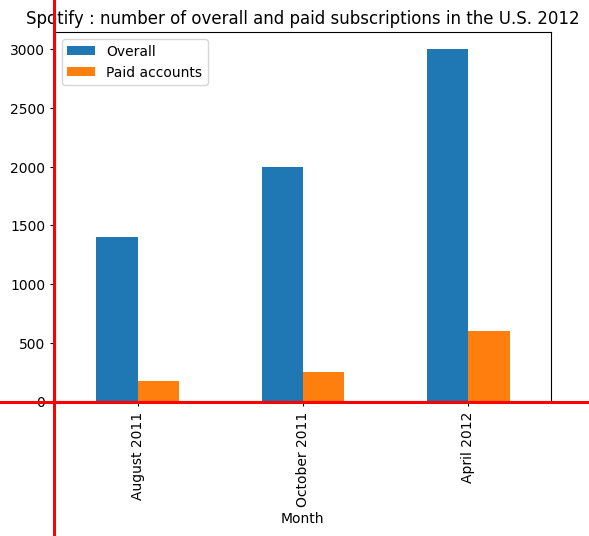 Spotify : number of overall and paid subscriptions in the U.S. 2012
Overall
Paid accounts
3000
2500
2000
1500
1000
500
0
August 2011
October 2011
April 2012
Month